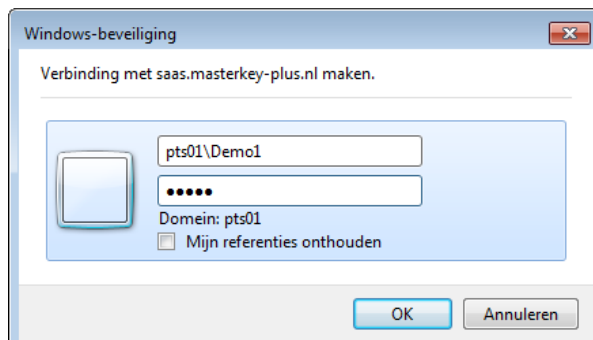 Windows-beveiliging
Verbinding met saas.masterkey-plus.nl maken.
pts01\Demo1
•••••
Domein: pts01
Mijn referenties onthouden
OK Annuleren